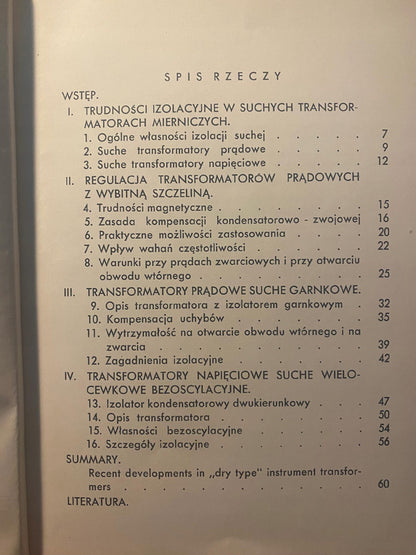 SPIS RZECZY
WSTĘP.
I. TRUDNOŚCI IZOLACYJNE W SUCHYCH TRANSFOR-
MATORACH MIERNICZYCH.
1. Ogólne własności izolacji suchej . . . . . 7
2. Suche transformatory prądowe . . . . . 9
3. Suche transformatory napięciowe . . . . 12
II. REGULACJA TRANSFORMATORÓW PRĄDOWYCH
Z WYBITNĄ SZCZELINĄ.
4. Trudności magnetyczne . . . . . . . 15
5. Zasada kompensacji kondensatorowo - zwojowej 16
6. Praktyczne możliwości zastosowania . . . . 20
7. Wpływ wahań częstotliwości . . . . . 22
8. Warunki przy prądach zwarciowych i przy otwarciu
obwodu wtórnego . . . . . . . . 25
III. TRANSFORMATORY PRĄDOWE SUCHE GARNKOWE.
9. Opis transformatora z izolatorem garnkowym . 32
10. Kompensacja uchybów . . . . . . . 35
11. Wytrzymałość na otwarcie obwodu wtórnego i na
zwarcia . . . . . . . . . . 39
12. Zagadnienia izolacyjne . . . . . . . 42
IV. TRANSFORMATORY NAPIĘCIOWE SUCHE WIELO-
CEWKOWE BEZOSCYLACYJNE.
13. Izolator kondensatorowy dwukierunkowy . . 47
14. Opis transformatora . . . . . . . 50
15. Własności bezoscylacyjne . . . . . . 54
16. Szczegóły izolacyjne . . . . . . . 56
SUMMARY.
Recent developments in „dry type" instrument transfor-
mers . . . . . . . . . . . 60
LITERATURA.